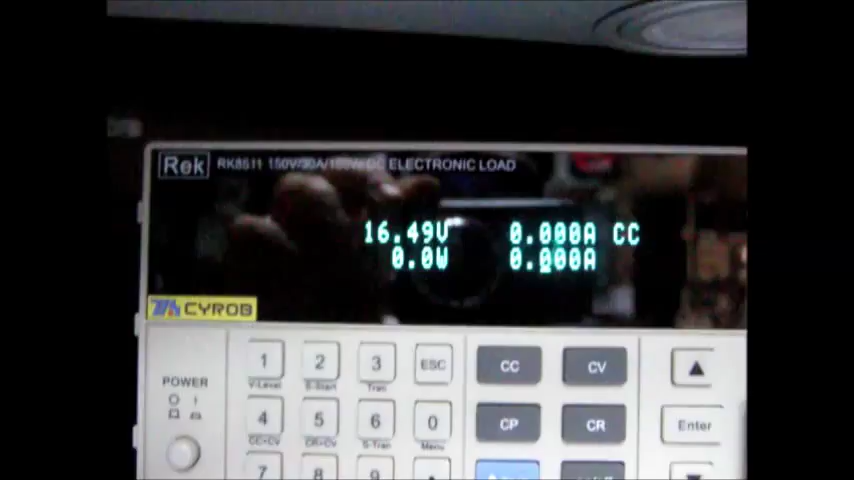 Rek RK8511 150V/30A/150W DC ELECTRONIC LOAD
16.49V 0.000A CC
0.0W 0.000A
CYROB
1 2 3 ESC CC CV
V-Level S-Start Tran
POWER
4 5 6 0 CP CR Enter
CC+CV CR+CV S-Tran Menu
7 8 9